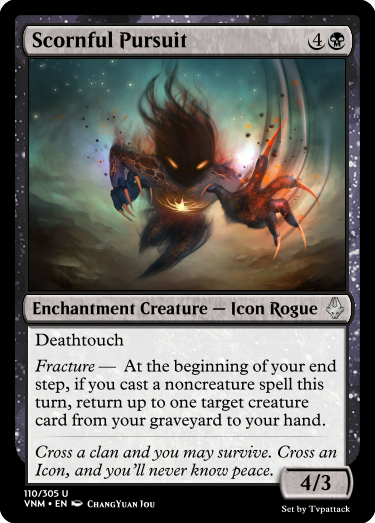 Scornful Pursuit 4
Enchantment Creature — Icon Rogue
Deathtouch
Fracture — At the beginning of your end
step, if you cast a noncreature spell this
turn, return up to one target creature
card from your graveyard to your hand.
Cross a clan and you may survive. Cross an
Icon, and you'll never know peace.
4/3
110/305 U
VNM • EN ChangYuan Jou
Set by Tvpattack